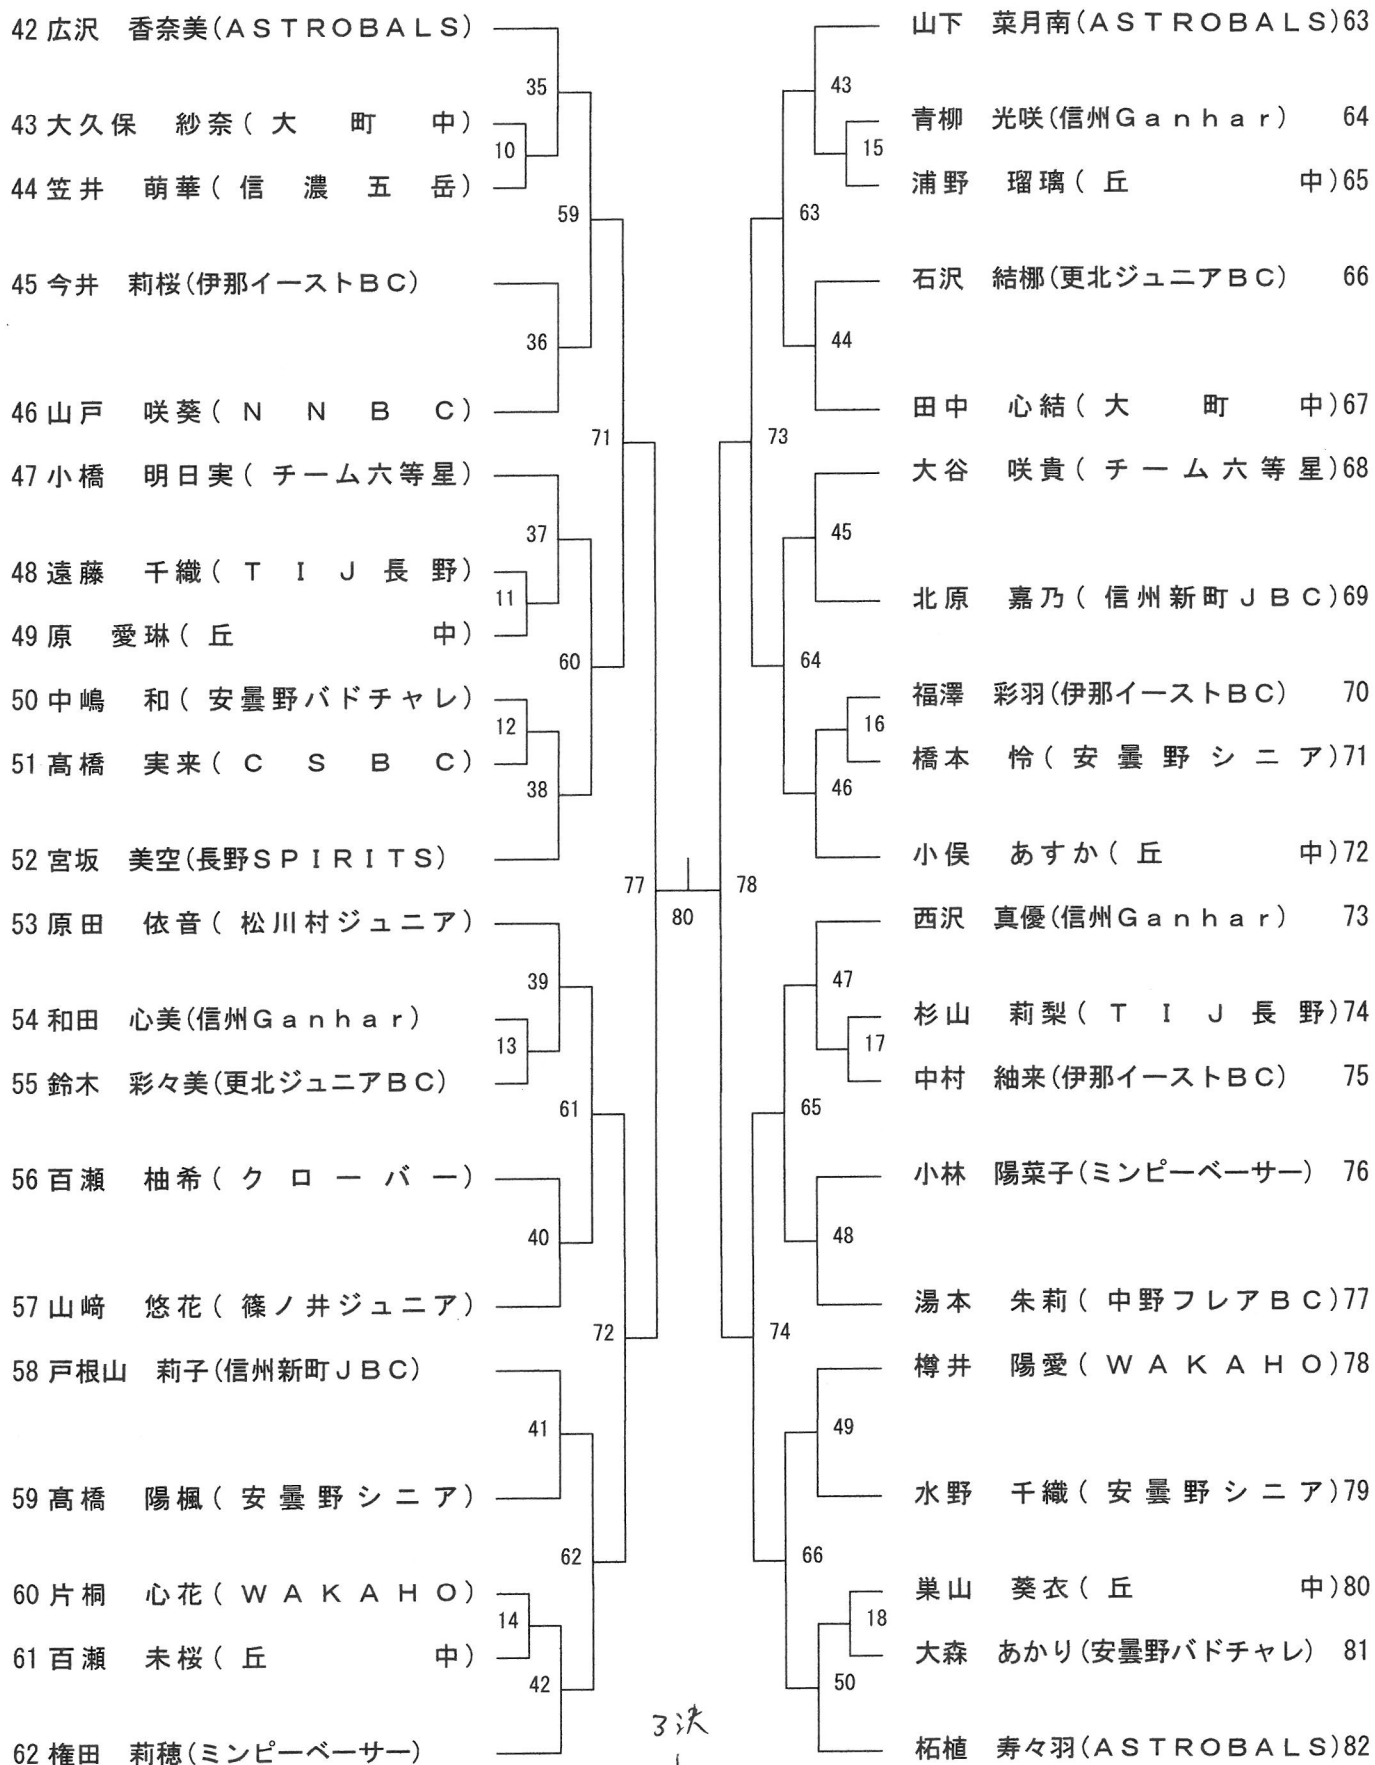 42 広沢 香奈美(ASTROBALS)
35
43 大久保 紗奈(大町中)
10
44 笠井 萌華(信濃五岳)
59
45 今井 莉桜(伊那イーストBC)
36
46 山戸 咲葵(NNBC)
71
47 小橋 明日実(チーム六等星)
37
48 遠藤 千織(TIJ長野)
11
49 原 愛琳(丘中)
60
50 中嶋 和(安曇野バドチャレ)
12
51 髙橋 実来(CSBC)
38
52 宮坂 美空(長野SPIRITS)
77
53 原田 依音(松川村ジュニア)
39
54 和田 心美(信州Ganhar)
13
55 鈴木 彩々美(更北ジュニアBC)
61
56 百瀬 柚希(クローバー)
40
57 山﨑 悠花(篠ノ井ジュニア)
72
58 戸根山 莉子(信州新町JBC)
41
59 髙橋 陽楓(安曇野シニア)
62
60 片桐 心花(WAKAHO)
14
61 百瀬 未桜(丘中)
42
62 権田 莉穂(ミンピーベーサー)
80
3決
山下 菜月南(ASTROBALS)63
43
青柳 光咲(信州Ganhar) 64
15
浦野 瑠璃(丘中)65
63
石沢 結梛(更北ジュニアBC) 66
44
田中 心結(大町中)67
73
大谷 咲貴(チーム六等星)68
45
北原 嘉乃(信州新町JBC)69
64
福澤 彩羽(伊那イーストBC) 70
16
橋本 怜(安曇野シニア)71
46
小俣 あすか(丘中)72
78
西沢 真優(信州Ganhar) 73
47
杉山 莉梨(TIJ長野)74
17
中村 紬来(伊那イーストBC) 75
65
小林 陽菜子(ミンピーベーサー) 76
48
湯本 朱莉(中野フレアBC)77
74
樽井 陽愛(WAKAHO)78
49
水野 千織(安曇野シニア)79
66
巣山 葵衣(丘中)80
18
大森 あかり(安曇野バドチャレ) 81
50
柘植 寿々羽(ASTROBALS)82